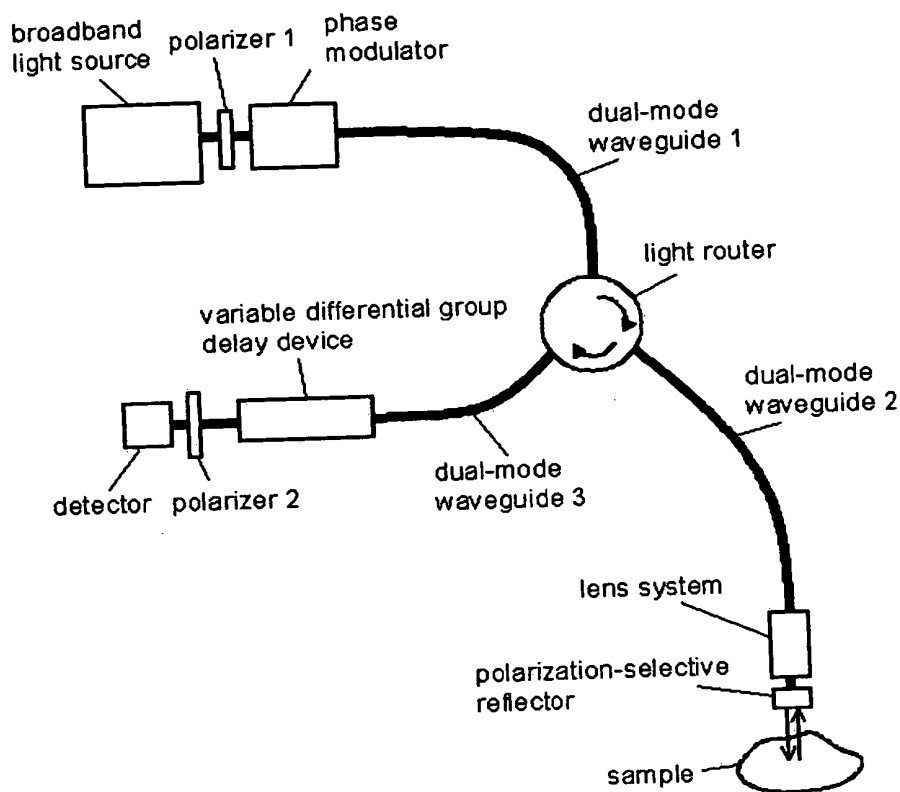 broadband
light source
polarizer 1
phase
modulator
dual-mode
waveguide 1
light router
variable differential group
delay device
dual-mode
waveguide 2
detector
polarizer 2
dual-mode
waveguide 3
lens system
polarization-selective
reflector
sample